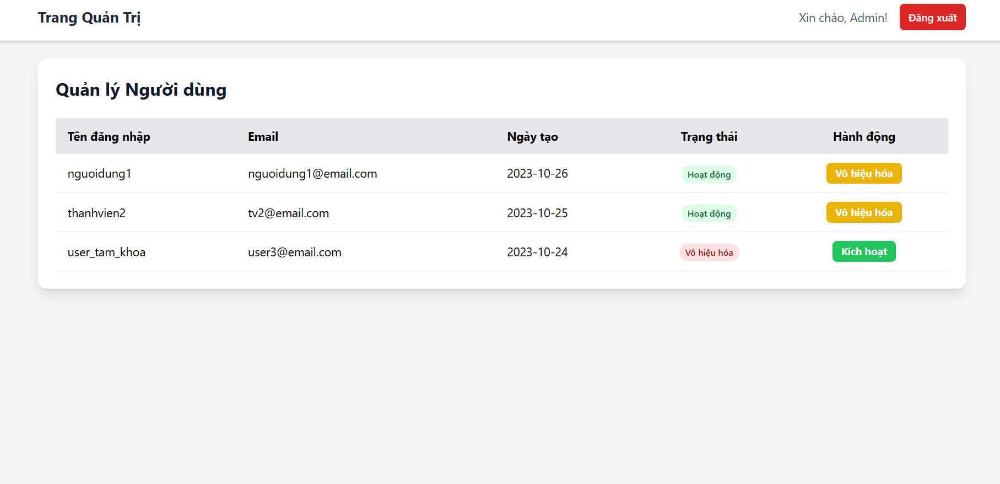 Trang Quản Trị Xin chào, Admin! Đăng xuất
Quản lý Người dùng
Tên đăng nhập Email Ngày tạo Trạng thái Hành động
nguoidung1 nguoidung1@email.com 2023-10-26 Hoạt động Vô hiệu hóa
thanhvien2 tv2@email.com 2023-10-25 Hoạt động Vô hiệu hóa
user_tam_khoa user3@email.com 2023-10-24 Vô hiệu hóa Kích hoạt